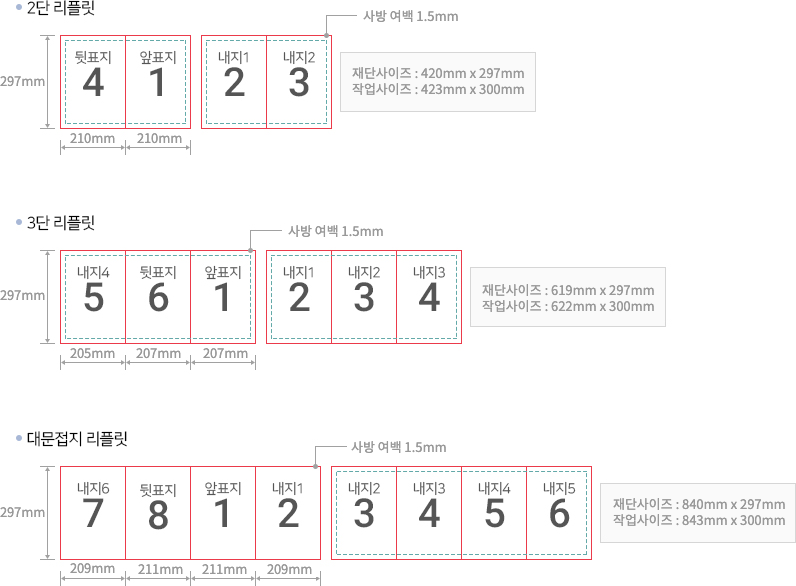 2단 리플릿
사방 여백 1.5mm
297mm
뒷표지 앞표지 내지1 내지2
4 1 2 3
재단사이즈 : 420mm x 297mm
작업사이즈 : 423mm x 300mm
210mm 210mm
3단 리플릿
사방 여백 1.5mm
297mm
내지4 뒷표지 앞표지 내지1 내지2 내지3
5 6 1 2 3 4
재단사이즈 : 619mm x 297mm
작업사이즈 : 622mm x 300mm
205mm 207mm 207mm
대문접지 리플릿
사방 여백 1.5mm
297mm
내지6 뒷표지 앞표지 내지1 내지2 내지3 내지4 내지5
7 8 1 2 3 4 5 6
재단사이즈 : 840mm x 297mm
작업사이즈 : 843mm x 300mm
209mm 211mm 211mm 209mm